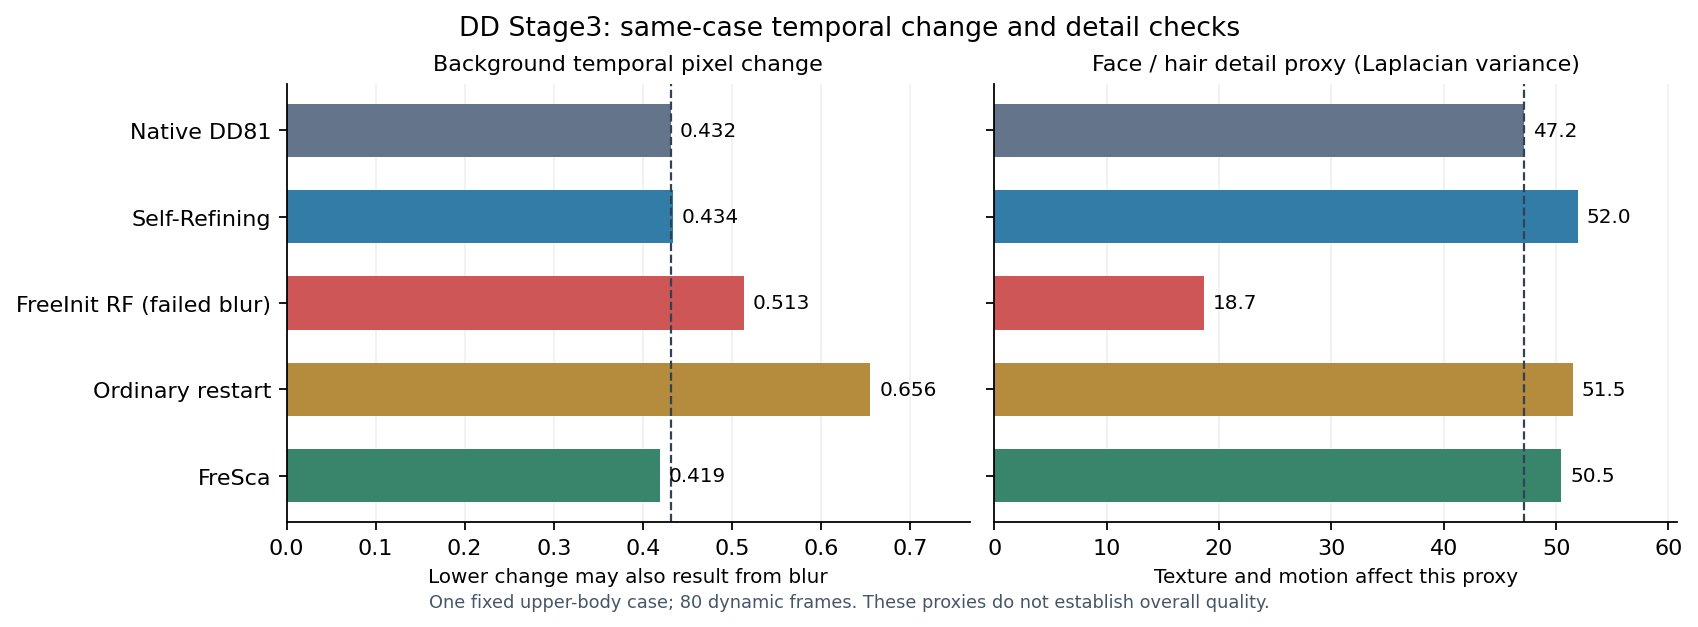 DD Stage3: same-case temporal change and detail checks
Background temporal pixel change
Native DD81
0.432
Self-Refining
0.434
FreeInit RF (failed blur)
0.513
Ordinary restart
0.656
FreSca
0.419
0.0 0.1 0.2 0.3 0.4 0.5 0.6 0.7
Lower change may also result from blur
Face / hair detail proxy (Laplacian variance)
47.2
52.0
18.7
51.5
50.5
0 10 20 30 40 50 60
Texture and motion affect this proxy
One fixed upper-body case; 80 dynamic frames. These proxies do not establish overall quality.